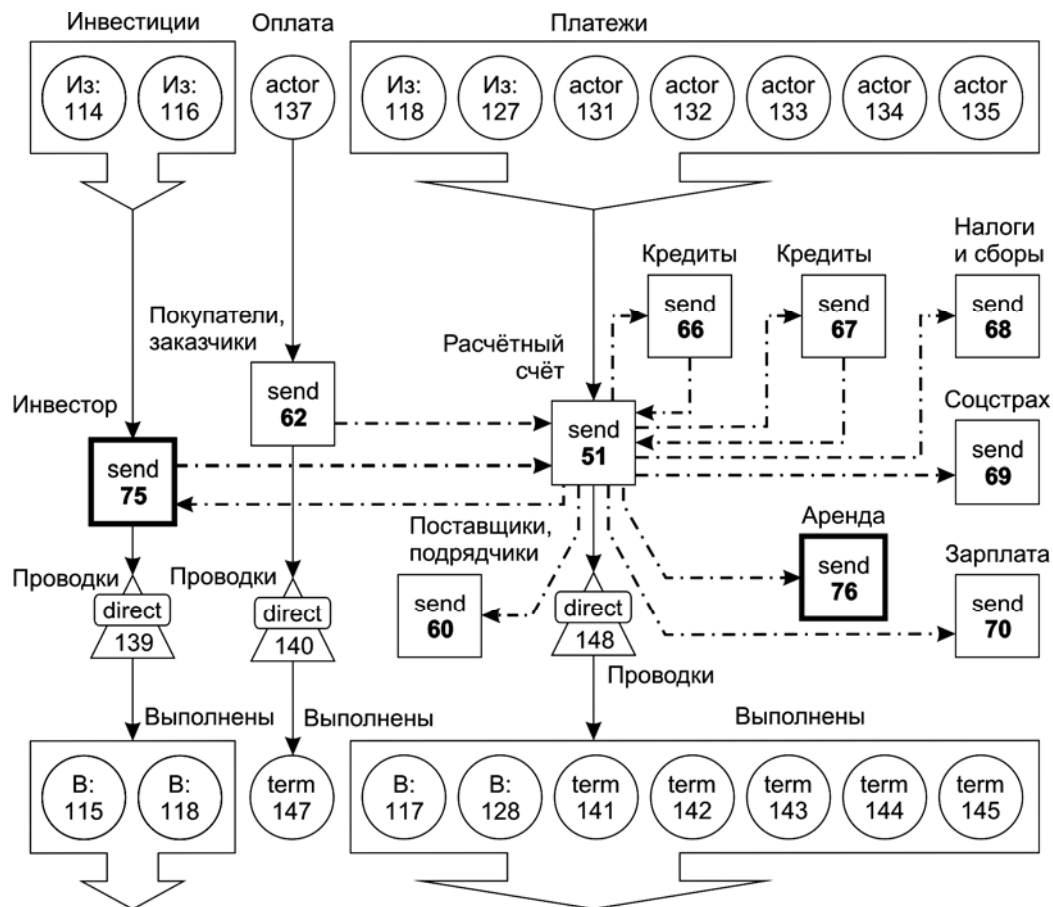 Инвестиции
Оплата
Платежи
Из:
114
Из:
116
actor
137
Из:
118
Из:
127
actor
131
actor
132
actor
133
actor
134
actor
135
Кредиты
send
66
Кредиты
send
67
Налоги
и сборы
send
68
Покупатели,
заказчики
send
62
Расчётный
счёт
send
51
Инвестор
send
75
Соцстрах
send
69
Поставщики,
подрядчики
send
60
Аренда
send
76
Зарплата
send
70
Проводки
direct
139
Проводки
direct
140
direct
148
Проводки
Выполнены
Выполнены
Выполнены
В:
115
В:
118
term
147
В:
117
В:
128
term
141
term
142
term
143
term
144
term
145